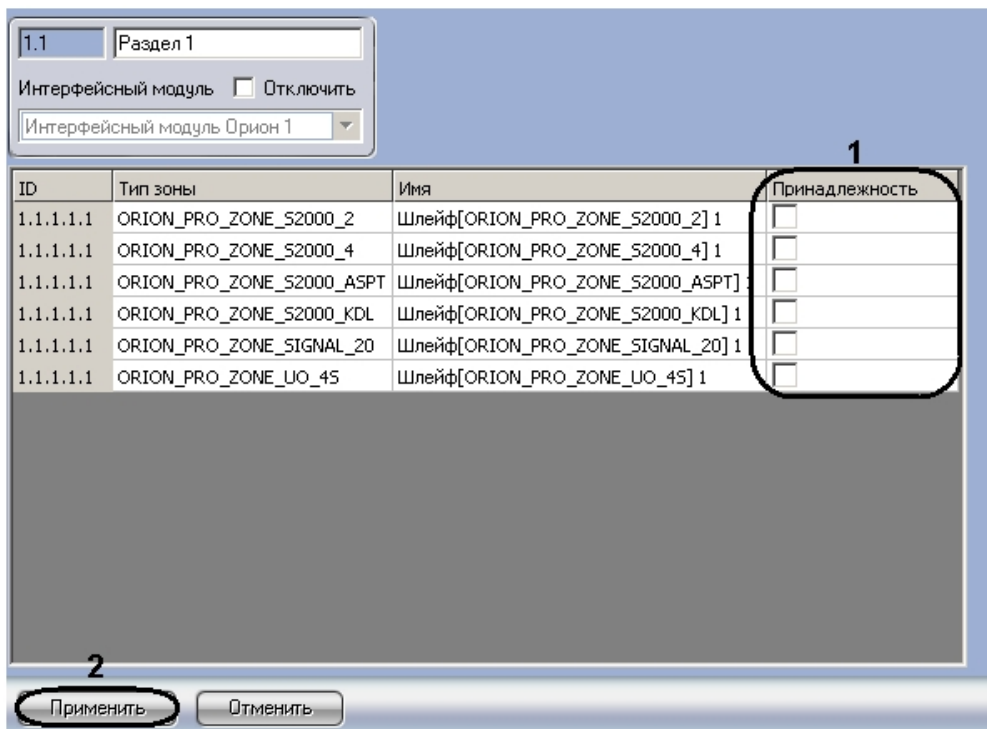 1.1 Раздел 1
Интерфейсный модуль Отключить
Интерфейсный модуль Орион 1
1
ID Тип зоны Имя Принадлежность
1.1.1.1.1 ORION_PRO_ZONE_S2000_2 Шлейф[ORION_PRO_ZONE_S2000_2] 1
1.1.1.1.1 ORION_PRO_ZONE_S2000_4 Шлейф[ORION_PRO_ZONE_S2000_4] 1
1.1.1.1.1 ORION_PRO_ZONE_S2000_ASPT Шлейф[ORION_PRO_ZONE_S2000_ASPT] 1
1.1.1.1.1 ORION_PRO_ZONE_S2000_KDL Шлейф[ORION_PRO_ZONE_S2000_KDL] 1
1.1.1.1.1 ORION_PRO_ZONE_SIGNAL_20 Шлейф[ORION_PRO_ZONE_SIGNAL_20] 1
1.1.1.1.1 ORION_PRO_ZONE_UO_4S Шлейф[ORION_PRO_ZONE_UO_4S] 1
2
Применить Отменить